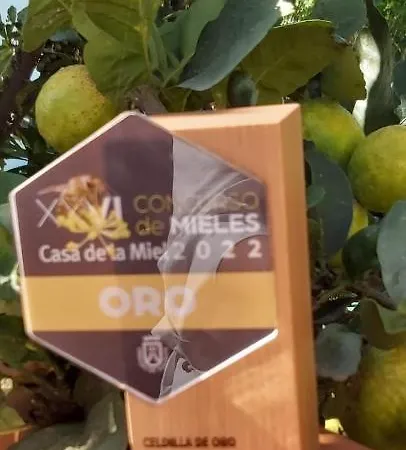 XXVI CONCURSO
de MIELES
Casa de la Miel 2022
ORO
CELDILLA DE ORO